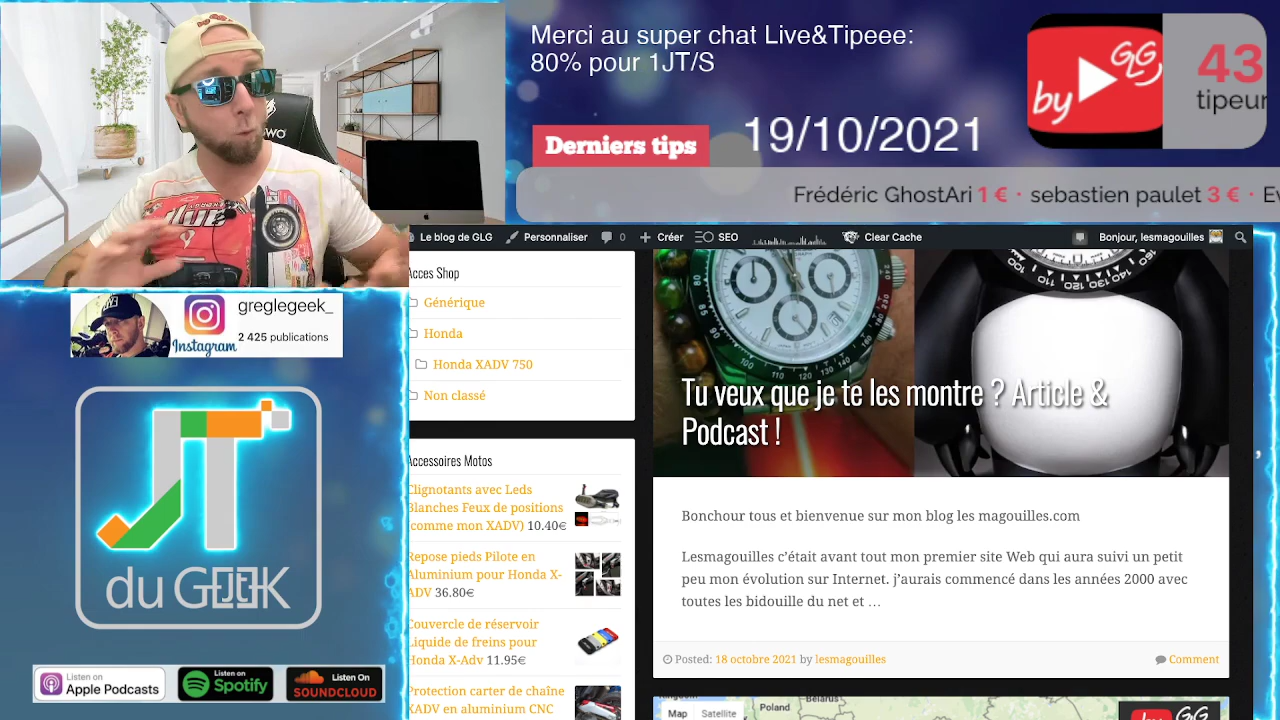 Merci au super chat Live&Tipeee:
80% pour 1JT/S
by GLG
43
tipeur
Derniers tips
19/10/2021
Frédéric GhostAri 1 € · sebastien paulet 3 € · E
greglegeek_
2 425 publications
Instagram
JT
du GEEK
Listen on
Apple Podcasts
Listen on
Spotify
Listen On
SOUNDCLOUD
Le blog de GLG Personnaliser 0 Créer SEO Clear Cache Bonjour, lesmagouilles
Acces Shop
Générique
Honda
Honda XADV 750
Non classé
Accessoires Motos
Clignotants avec Leds
Blanches Feux de positions
(comme mon XADV) 10.40€
Repose pieds Pilote en
Aluminium pour Honda X-
ADV 36.80€
Couvercle de réservoir
Liquide de freins pour
Honda X-Adv 11.95€
Protection carter de chaîne
XADV en aluminium CNC
Tu veux que je te les montre ? Article &
Podcast !
Bonchour tous et bienvenue sur mon blog les magouilles.com
Lesmagouilles c’était avant tout mon premier site Web qui aura suivi un petit
peu mon évolution sur Internet. j’aurais commencé dans les années 2000 avec
toutes les bidouille du net et …
Posted: 18 octobre 2021 by lesmagouilles
Comment
Map Satellite
Poland
Belarus
by GLG